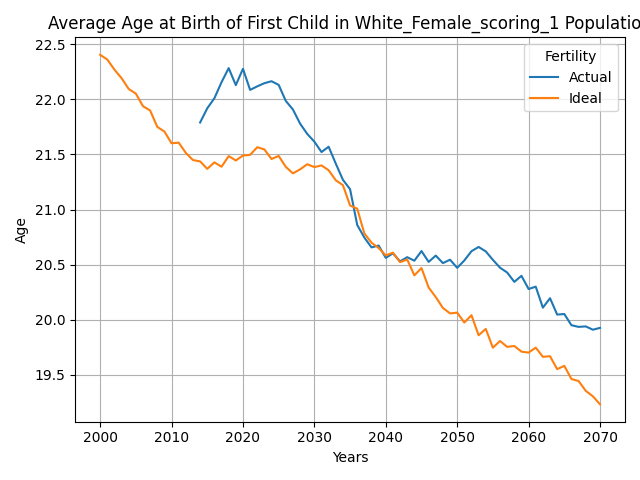 Average Age at Birth of First Child in White_Female_scoring_1 Populatio
Fertility
Actual
Ideal
22.5
22.0
21.5
21.0
20.5
20.0
19.5
Age
2000 2010 2020 2030 2040 2050 2060 2070
Years